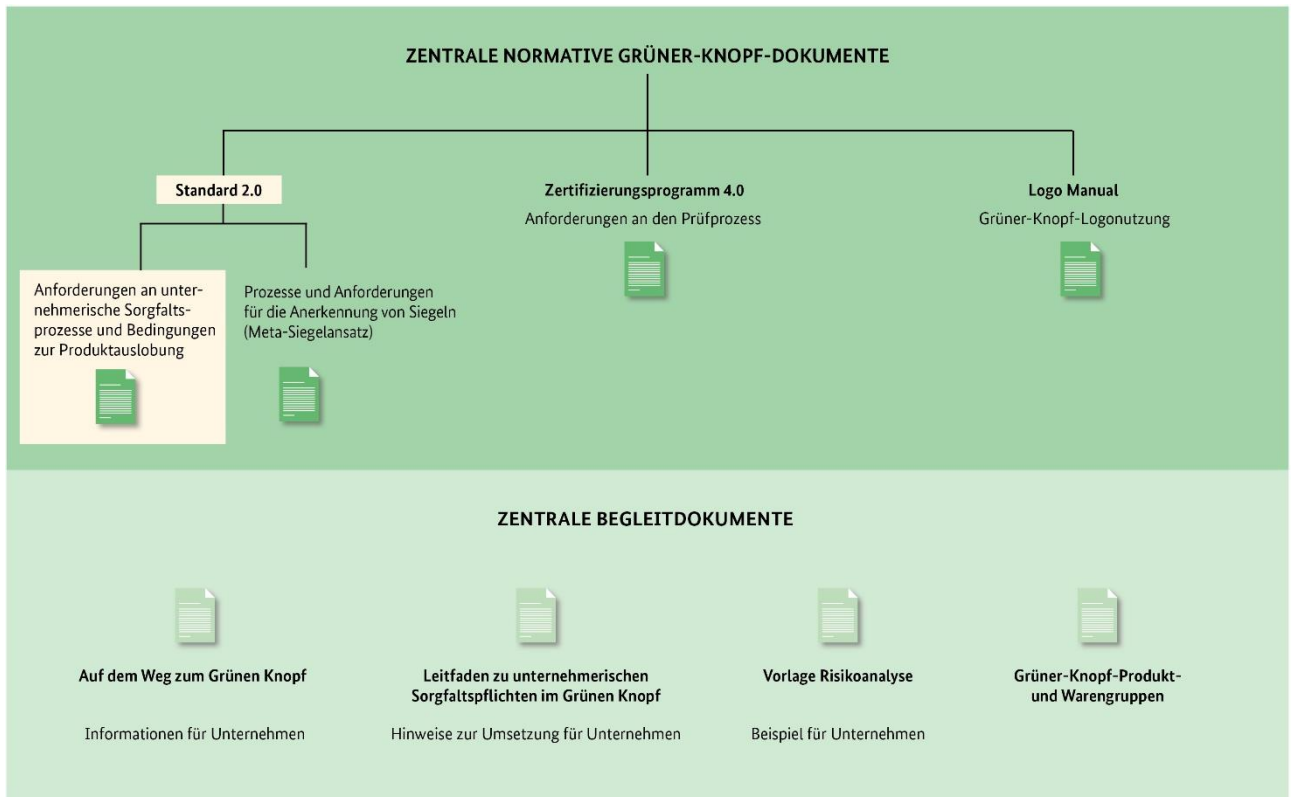 ZENTRALE NORMATIVE GRÜNER-KNOPF-DOKUMENTE
Standard 2.0
Anforderungen an unter-
nehmerische Sorgfalts-
prozesse und Bedingungen
zur Produktauslobung
Prozesse und Anforderungen
für die Anerkennung von Siegeln
(Meta-Siegelansatz)
Zertifizierungsprogramm 4.0
Anforderungen an den Prüfprozess
Logo Manual
Grüner-Knopf-Logonutzung
ZENTRALE BEGLEITDOKUMENTE
Auf dem Weg zum Grünen Knopf
Informationen für Unternehmen
Leitfaden zu unternehmerischen
Sorgfaltspflichten im Grünen Knopf
Hinweise zur Umsetzung für Unternehmen
Vorlage Risikoanalyse
Beispiel für Unternehmen
Grüner-Knopf-Produkt-
und Warengruppen